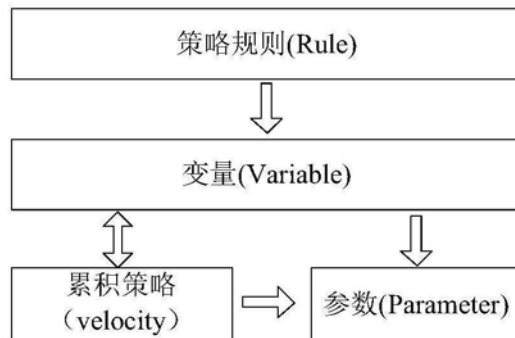 策略规则(Rule)
变量(Variable)
累积策略
（velocity）
参数(Parameter)